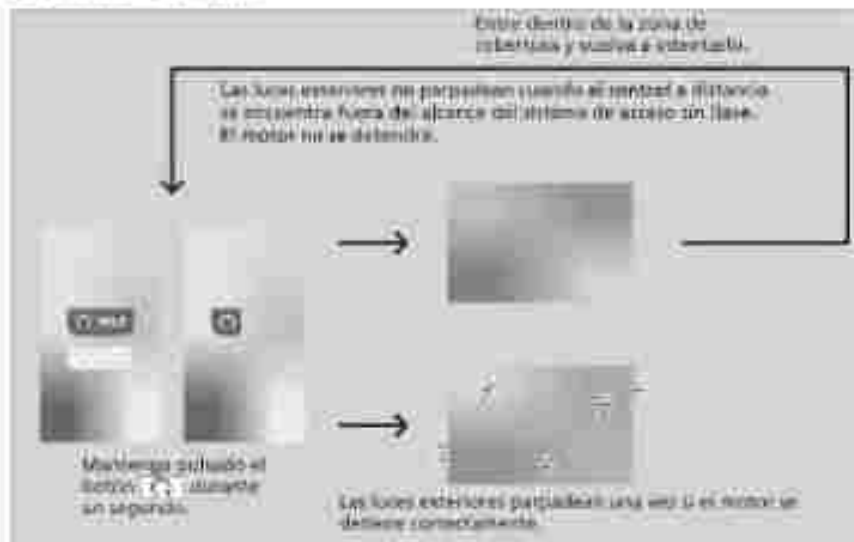 Entre dentro de la zona de
cobertura y vuelva a intentarlo.
Las luces exteriores no parpadean cuando el control a distancia
se encuentra fuera del alcance del sistema de acceso sin llave.
El motor no se detendrá.
Mantenga pulsado el
botón durante
un segundo.
Las luces exteriores parpadean una vez si el motor se
detiene correctamente.